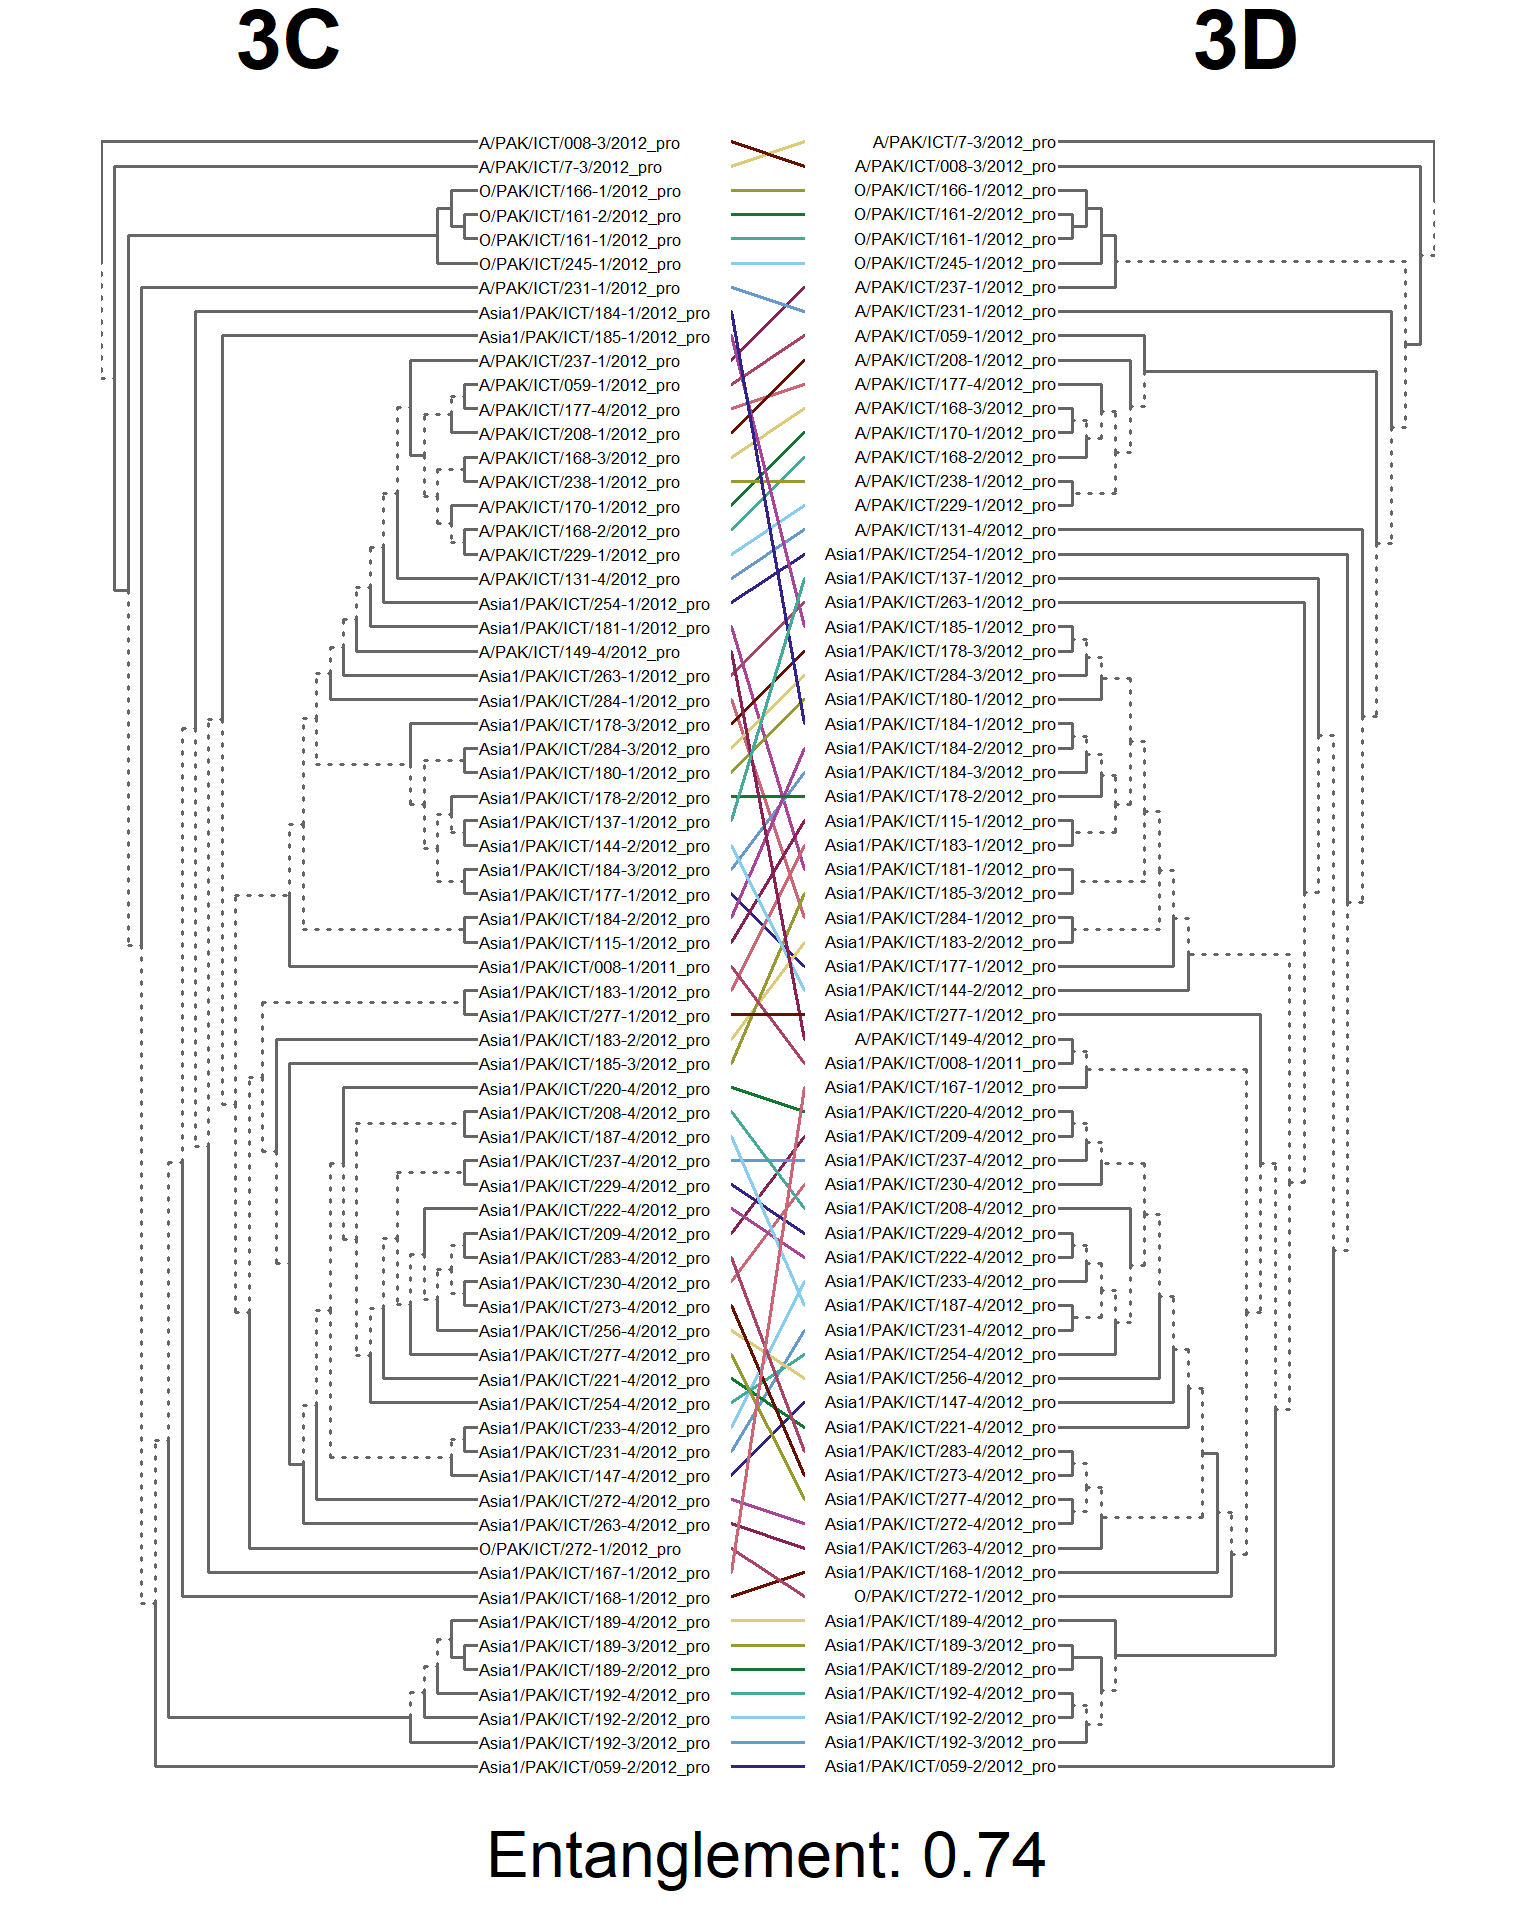 3C 3D
A/PAK/ICT/008-3/2012_pro A/PAK/ICT/7-3/2012_pro
A/PAK/ICT/7-3/2012_pro A/PAK/ICT/008-3/2012_pro
O/PAK/ICT/166-1/2012_pro O/PAK/ICT/166-1/2012_pro
O/PAK/ICT/161-2/2012_pro O/PAK/ICT/161-2/2012_pro
O/PAK/ICT/161-1/2012_pro O/PAK/ICT/161-1/2012_pro
O/PAK/ICT/245-1/2012_pro O/PAK/ICT/245-1/2012_pro
A/PAK/ICT/231-1/2012_pro A/PAK/ICT/237-1/2012_pro
Asia1/PAK/ICT/184-1/2012_pro A/PAK/ICT/231-1/2012_pro
Asia1/PAK/ICT/185-1/2012_pro A/PAK/ICT/059-1/2012_pro
A/PAK/ICT/237-1/2012_pro A/PAK/ICT/208-1/2012_pro
A/PAK/ICT/059-1/2012_pro A/PAK/ICT/177-4/2012_pro
A/PAK/ICT/177-4/2012_pro A/PAK/ICT/168-3/2012_pro
A/PAK/ICT/208-1/2012_pro A/PAK/ICT/170-1/2012_pro
A/PAK/ICT/168-3/2012_pro A/PAK/ICT/168-2/2012_pro
A/PAK/ICT/238-1/2012_pro A/PAK/ICT/238-1/2012_pro
A/PAK/ICT/170-1/2012_pro A/PAK/ICT/229-1/2012_pro
A/PAK/ICT/168-2/2012_pro A/PAK/ICT/131-4/2012_pro
A/PAK/ICT/229-1/2012_pro Asia1/PAK/ICT/254-1/2012_pro
A/PAK/ICT/131-4/2012_pro Asia1/PAK/ICT/137-1/2012_pro
Asia1/PAK/ICT/254-1/2012_pro Asia1/PAK/ICT/263-1/2012_pro
Asia1/PAK/ICT/181-1/2012_pro Asia1/PAK/ICT/185-1/2012_pro
A/PAK/ICT/149-4/2012_pro Asia1/PAK/ICT/178-3/2012_pro
Asia1/PAK/ICT/263-1/2012_pro Asia1/PAK/ICT/284-3/2012_pro
Asia1/PAK/ICT/284-1/2012_pro Asia1/PAK/ICT/180-1/2012_pro
Asia1/PAK/ICT/178-3/2012_pro Asia1/PAK/ICT/184-1/2012_pro
Asia1/PAK/ICT/284-3/2012_pro Asia1/PAK/ICT/184-2/2012_pro
Asia1/PAK/ICT/180-1/2012_pro Asia1/PAK/ICT/184-3/2012_pro
Asia1/PAK/ICT/178-2/2012_pro Asia1/PAK/ICT/178-2/2012_pro
Asia1/PAK/ICT/137-1/2012_pro Asia1/PAK/ICT/115-1/2012_pro
Asia1/PAK/ICT/144-2/2012_pro Asia1/PAK/ICT/183-1/2012_pro
Asia1/PAK/ICT/184-3/2012_pro Asia1/PAK/ICT/181-1/2012_pro
Asia1/PAK/ICT/177-1/2012_pro Asia1/PAK/ICT/185-3/2012_pro
Asia1/PAK/ICT/184-2/2012_pro Asia1/PAK/ICT/284-1/2012_pro
Asia1/PAK/ICT/115-1/2012_pro Asia1/PAK/ICT/183-2/2012_pro
Asia1/PAK/ICT/008-1/2011_pro Asia1/PAK/ICT/177-1/2012_pro
Asia1/PAK/ICT/183-1/2012_pro Asia1/PAK/ICT/144-2/2012_pro
Asia1/PAK/ICT/277-1/2012_pro Asia1/PAK/ICT/277-1/2012_pro
Asia1/PAK/ICT/183-2/2012_pro A/PAK/ICT/149-4/2012_pro
Asia1/PAK/ICT/185-3/2012_pro Asia1/PAK/ICT/008-1/2011_pro
Asia1/PAK/ICT/220-4/2012_pro Asia1/PAK/ICT/167-1/2012_pro
Asia1/PAK/ICT/208-4/2012_pro Asia1/PAK/ICT/220-4/2012_pro
Asia1/PAK/ICT/187-4/2012_pro Asia1/PAK/ICT/209-4/2012_pro
Asia1/PAK/ICT/237-4/2012_pro Asia1/PAK/ICT/237-4/2012_pro
Asia1/PAK/ICT/229-4/2012_pro Asia1/PAK/ICT/230-4/2012_pro
Asia1/PAK/ICT/222-4/2012_pro Asia1/PAK/ICT/208-4/2012_pro
Asia1/PAK/ICT/209-4/2012_pro Asia1/PAK/ICT/229-4/2012_pro
Asia1/PAK/ICT/283-4/2012_pro Asia1/PAK/ICT/222-4/2012_pro
Asia1/PAK/ICT/230-4/2012_pro Asia1/PAK/ICT/233-4/2012_pro
Asia1/PAK/ICT/273-4/2012_pro Asia1/PAK/ICT/187-4/2012_pro
Asia1/PAK/ICT/256-4/2012_pro Asia1/PAK/ICT/231-4/2012_pro
Asia1/PAK/ICT/277-4/2012_pro Asia1/PAK/ICT/254-4/2012_pro
Asia1/PAK/ICT/221-4/2012_pro Asia1/PAK/ICT/256-4/2012_pro
Asia1/PAK/ICT/254-4/2012_pro Asia1/PAK/ICT/147-4/2012_pro
Asia1/PAK/ICT/233-4/2012_pro Asia1/PAK/ICT/221-4/2012_pro
Asia1/PAK/ICT/231-4/2012_pro Asia1/PAK/ICT/283-4/2012_pro
Asia1/PAK/ICT/147-4/2012_pro Asia1/PAK/ICT/273-4/2012_pro
Asia1/PAK/ICT/272-4/2012_pro Asia1/PAK/ICT/277-4/2012_pro
Asia1/PAK/ICT/263-4/2012_pro Asia1/PAK/ICT/272-4/2012_pro
O/PAK/ICT/272-1/2012_pro Asia1/PAK/ICT/263-4/2012_pro
Asia1/PAK/ICT/167-1/2012_pro Asia1/PAK/ICT/168-1/2012_pro
Asia1/PAK/ICT/168-1/2012_pro O/PAK/ICT/272-1/2012_pro
Asia1/PAK/ICT/189-4/2012_pro Asia1/PAK/ICT/189-4/2012_pro
Asia1/PAK/ICT/189-3/2012_pro Asia1/PAK/ICT/189-3/2012_pro
Asia1/PAK/ICT/189-2/2012_pro Asia1/PAK/ICT/189-2/2012_pro
Asia1/PAK/ICT/192-4/2012_pro Asia1/PAK/ICT/192-4/2012_pro
Asia1/PAK/ICT/192-2/2012_pro Asia1/PAK/ICT/192-2/2012_pro
Asia1/PAK/ICT/192-3/2012_pro Asia1/PAK/ICT/192-3/2012_pro
Asia1/PAK/ICT/059-2/2012_pro Asia1/PAK/ICT/059-2/2012_pro
Entanglement: 0.74